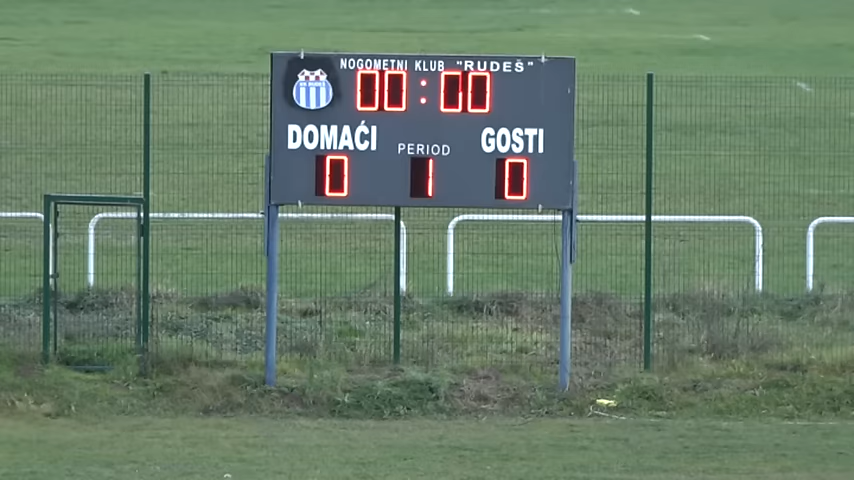 NOGOMETNI KLUB "RUDEŠ"
00:00
DOMAĆI PERIOD GOSTI
0 1 0